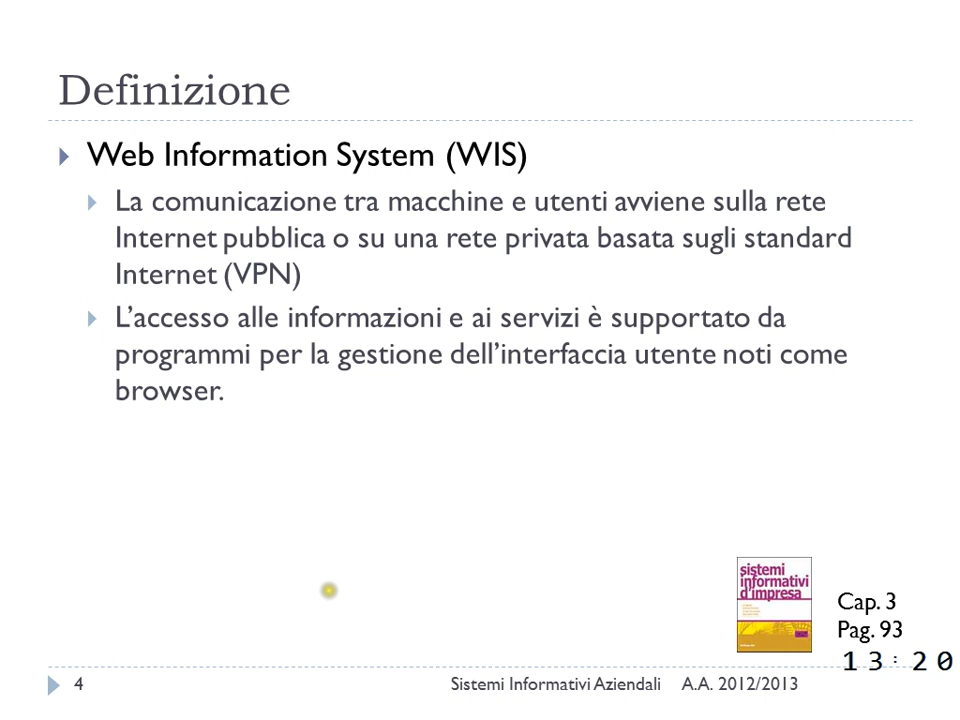 Definizione
Web Information System (WIS)
La comunicazione tra macchine e utenti avviene sulla rete
Internet pubblica o su una rete privata basata sugli standard
Internet (VPN)
L’accesso alle informazioni e ai servizi è supportato da
programmi per la gestione dell’interfaccia utente noti come
browser.
sistemi
informativi
d'impresa
Cap. 3
Pag. 93
13:20
4
Sistemi Informativi Aziendali A.A. 2012/2013